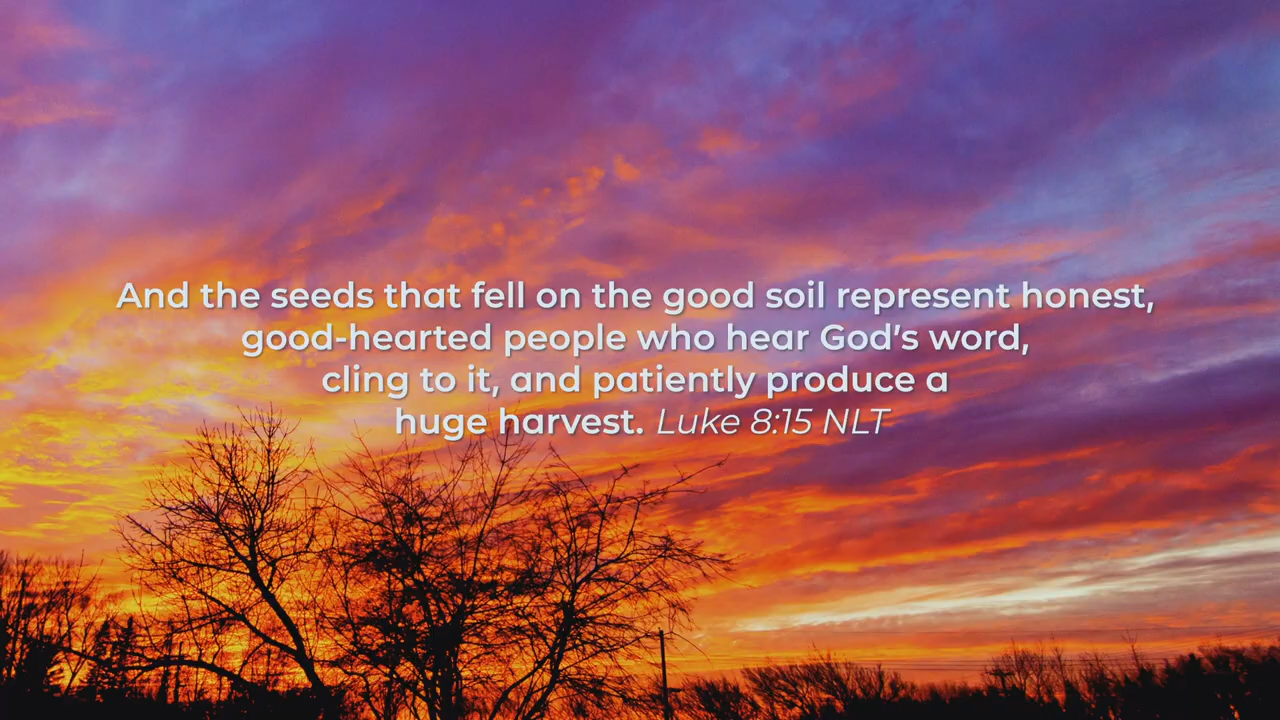 And the seeds that fell on the good soil represent honest,
good-hearted people who hear God's word,
cling to it, and patiently produce a
huge harvest. Luke 8:15 NLT